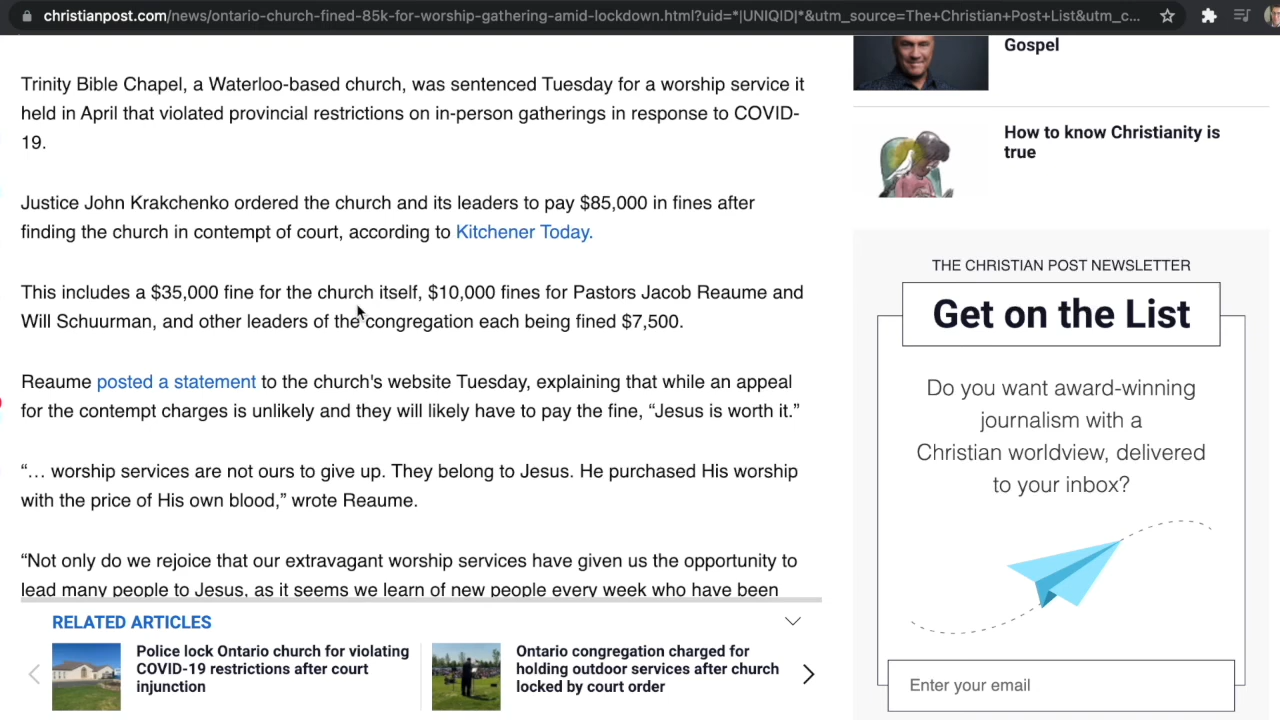 christianpost.com/news/ontario-church-fined-85k-for-worship-gathering-amid-lockdown.html?uid=*|UNIQID|*&utm_source=The+Christian+Post+List&utm_c...
Trinity Bible Chapel, a Waterloo-based church, was sentenced Tuesday for a worship service it
held in April that violated provincial restrictions on in-person gatherings in response to COVID-
19.
Justice John Krakchenko ordered the church and its leaders to pay $85,000 in fines after
finding the church in contempt of court, according to Kitchener Today.
This includes a $35,000 fine for the church itself, $10,000 fines for Pastors Jacob Reaume and
Will Schuurman, and other leaders of the congregation each being fined $7,500.
Reaume posted a statement to the church's website Tuesday, explaining that while an appeal
for the contempt charges is unlikely and they will likely have to pay the fine, “Jesus is worth it.”
“… worship services are not ours to give up. They belong to Jesus. He purchased His worship
with the price of His own blood,” wrote Reaume.
“Not only do we rejoice that our extravagant worship services have given us the opportunity to
lead many people to Jesus, as it seems we learn of new people every week who have been
RELATED ARTICLES
Police lock Ontario church for violating
COVID-19 restrictions after court
injunction
Ontario congregation charged for
holding outdoor services after church
locked by court order
Gospel
How to know Christianity is
true
THE CHRISTIAN POST NEWSLETTER
Get on the List
Do you want award-winning
journalism with a
Christian worldview, delivered
to your inbox?
Enter your email